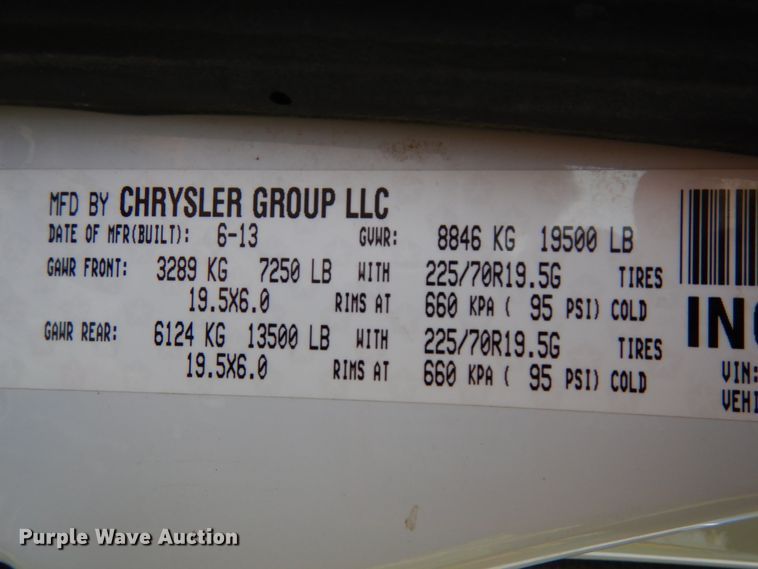 MFD BY CHRYSLER GROUP LLC
DATE OF MFR(BUILT): 6-13 GVWR: 8846 KG 19500 LB
GAWR FRONT: 3289 KG 7250 LB WITH 225/70R19.5G TIRES
19.5X6.0 RIMS AT 660 KPA ( 95 PSI) COLD
GAWR REAR: 6124 KG 13500 LB WITH 225/70R19.5G TIRES
19.5X6.0 RIMS AT 660 KPA ( 95 PSI) COLD
VIN:
Purple Wave Auction